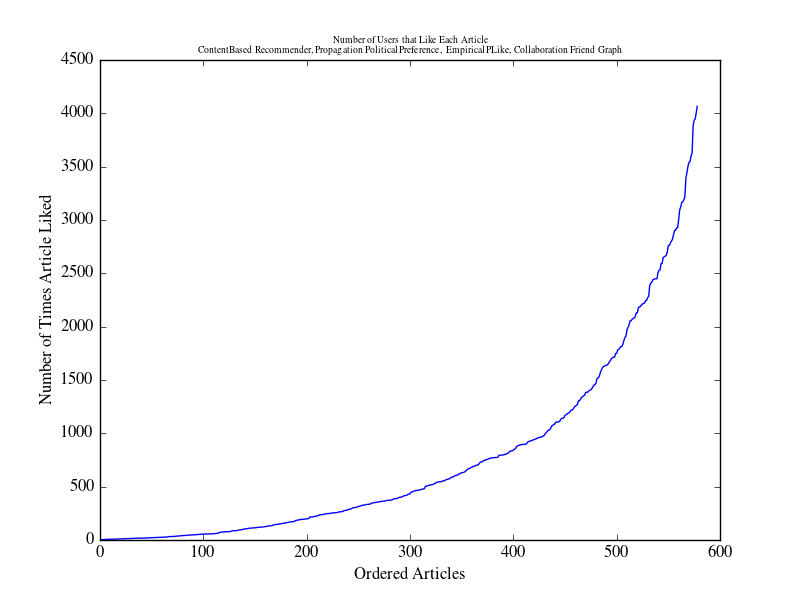 Number of Users that Like Each Article
ContentBased Recommender, Propagation PoliticalPreference, EmpiricalPLike, Collaboration Friend Graph
4500
4000
3500
3000
2500
2000
1500
1000
500
0
Number of Times Article Liked
0 100 200 300 400 500 600
Ordered Articles